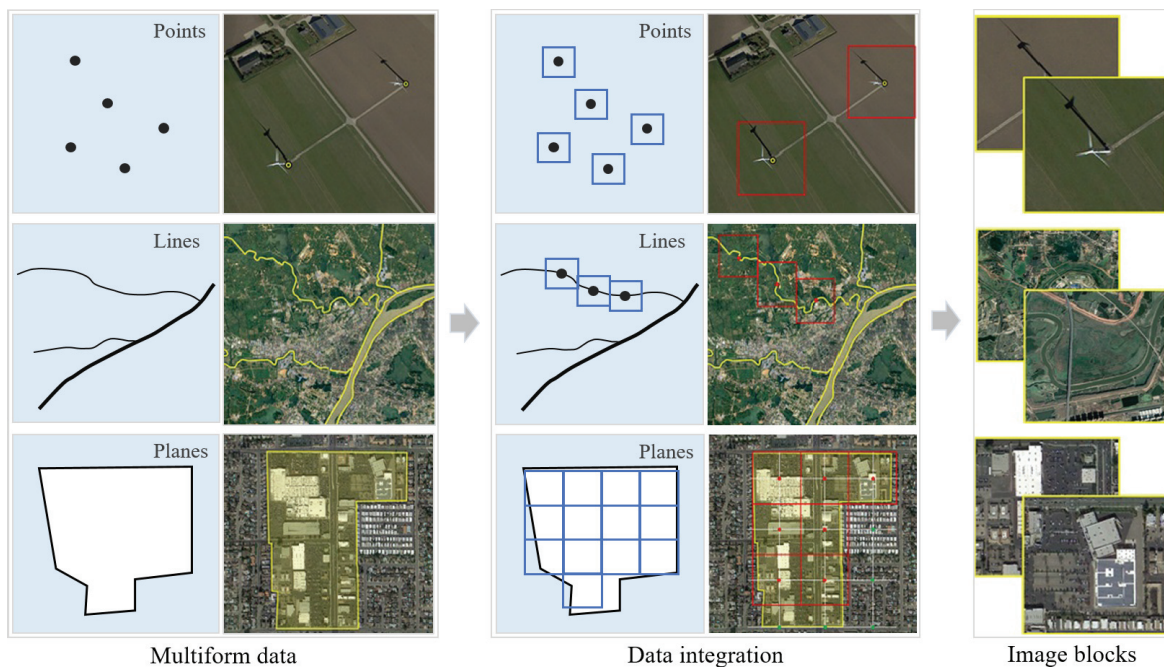 Points
Points
Lines
Lines
Planes
Planes
Multiform data
Data integration
Image blocks